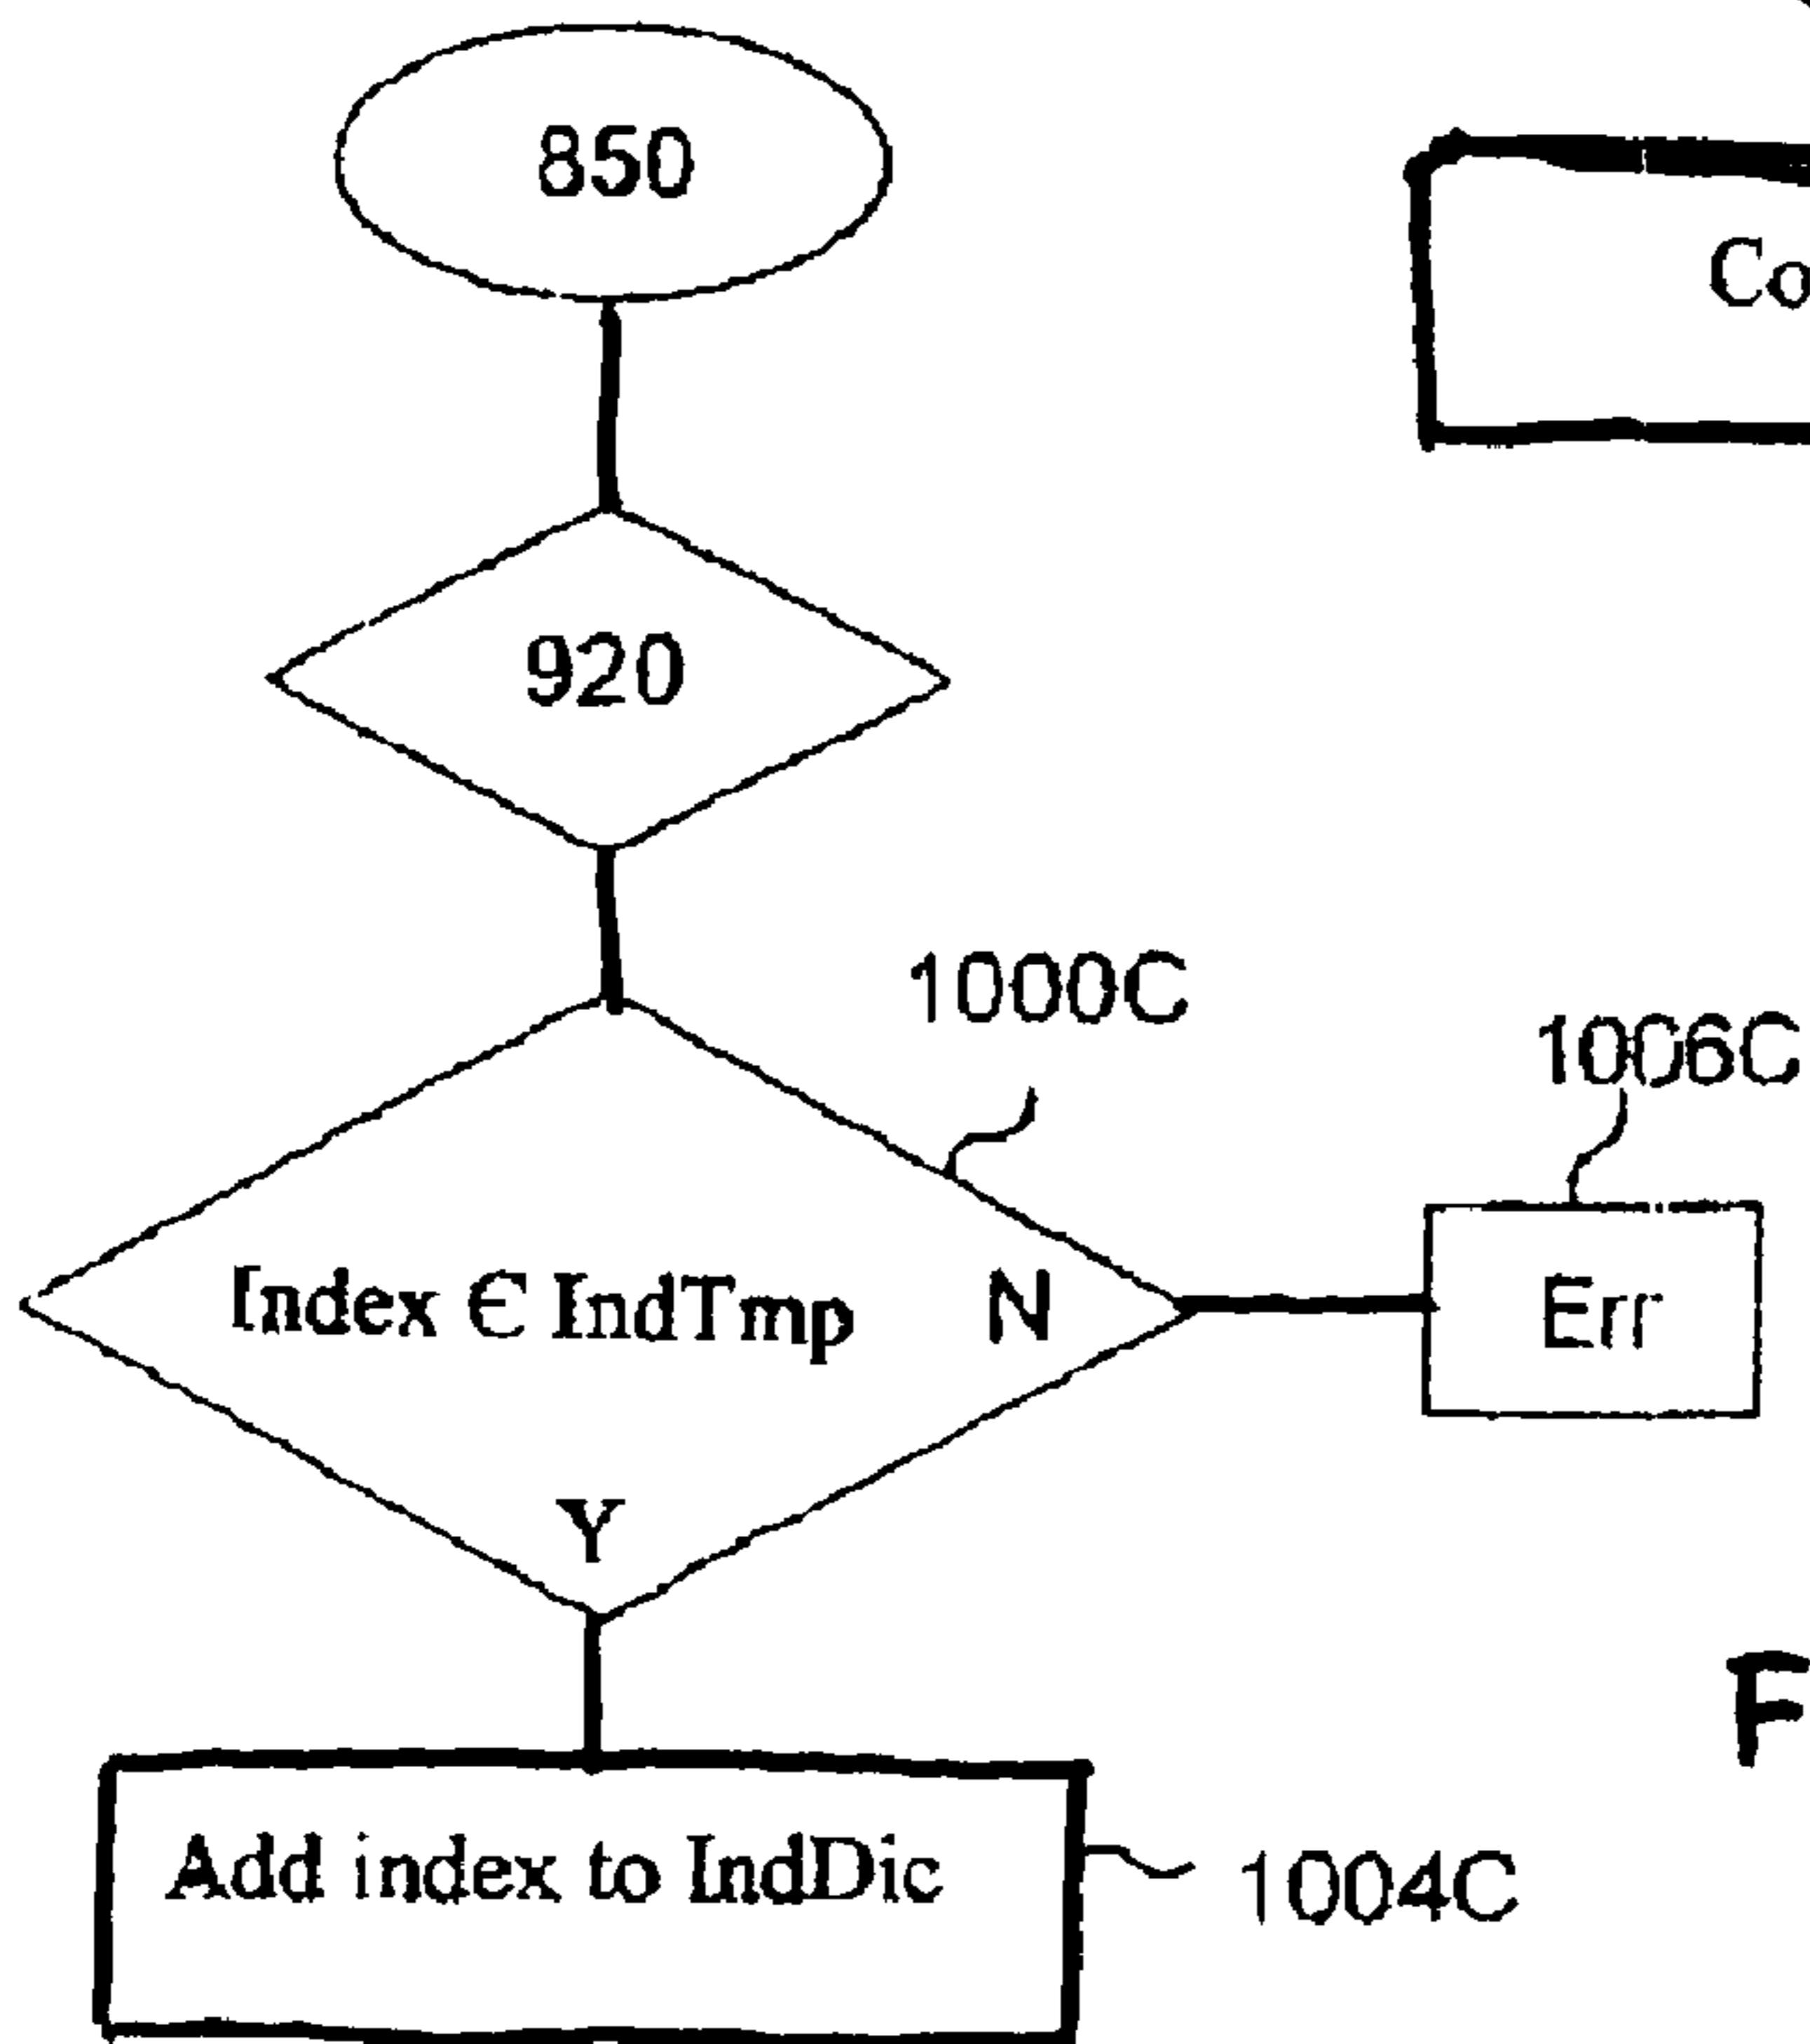 850
Co
920
1000C
1006C
Index ∈ IndTmp N
Err
Y
F
Add index to IndDic
1004C